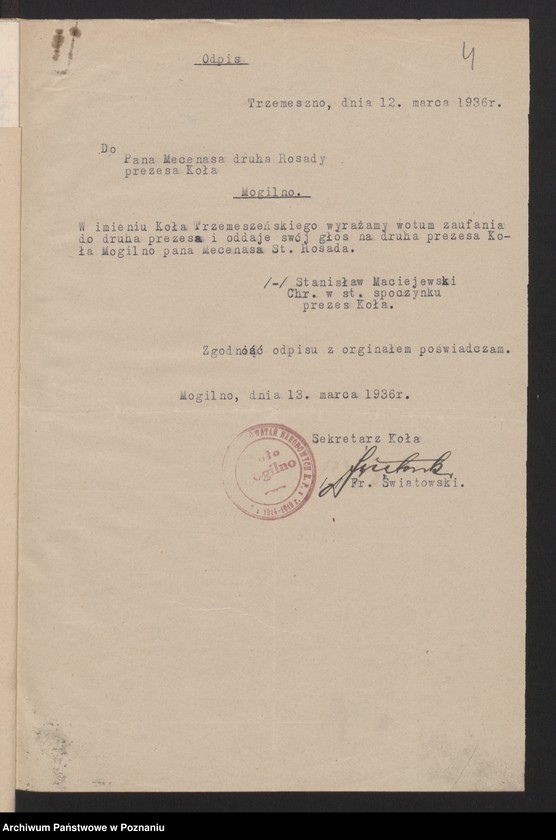 4
Odpis
Trzemeszno, dnia 12. marca 1936r.
Do
Pana Mecenasa druha Rosady
prezesa Koła
Mogilno.
W imieniu Koła Trzemeszeńskiego wyrażamy wotum zaufania
do druha prezesa i oddaje swój głos na druha prezesa Ko-
ła Mogilno pana Mecenasa St. Rosada.
/-/ Stanisław Maciejewski
Chr. w st. spoczynku
prezes Koła.
Zgodność odpisu z orginałem poświadczam.
Mogilno, dnia 13. marca 1936r.
Sekretarz Koła
Fr. Światowski.
NARODOWYCH R.P.
Koło
Mogilno
Archiwum Państwowe w Poznaniu